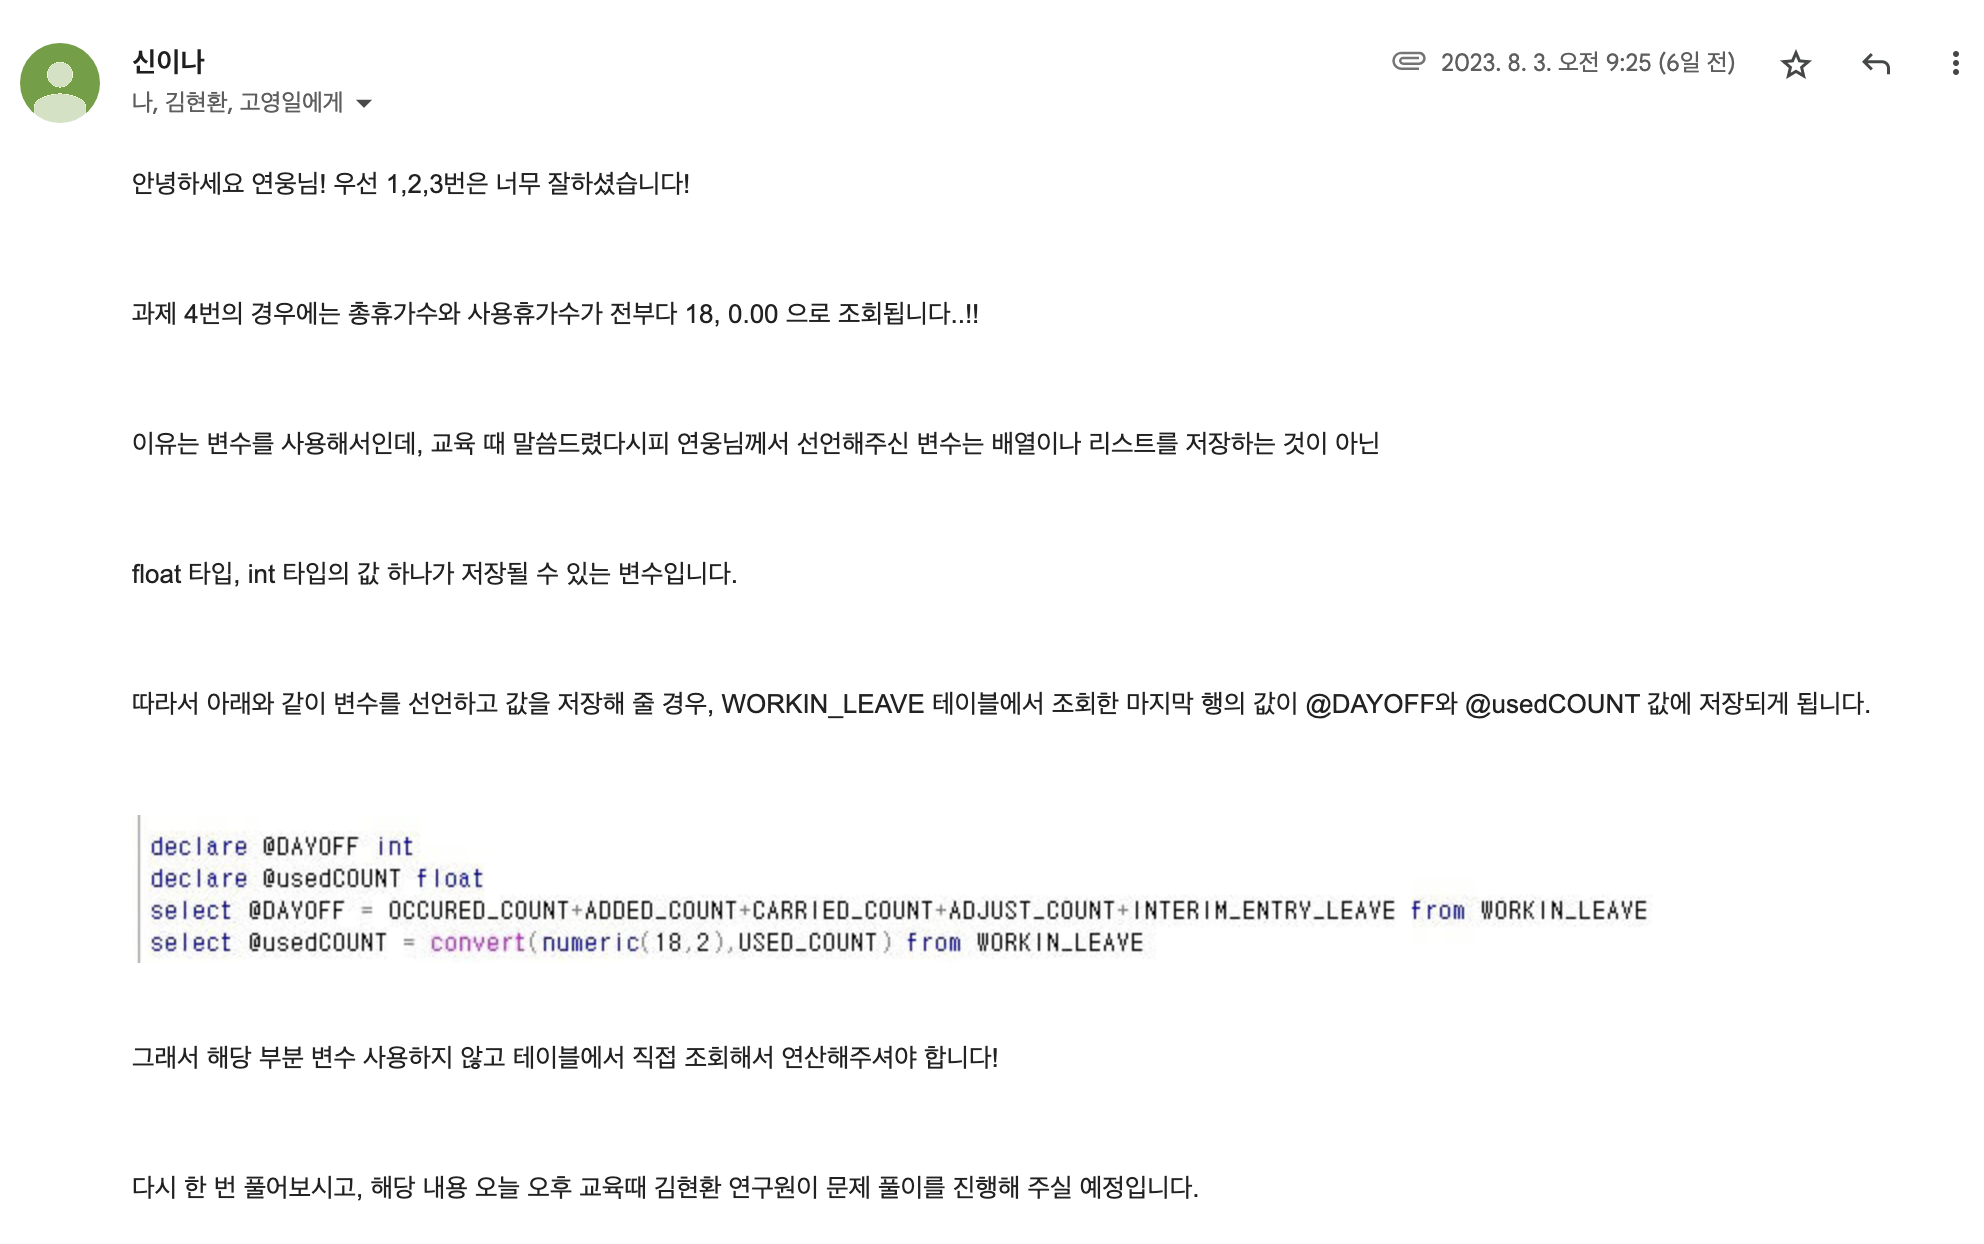 신이나
2023. 8. 3. 오전 9:25 (6일 전)
나, 김현환, 고영일에게
안녕하세요 연웅님! 우선 1,2,3번은 너무 잘하셨습니다!
과제 4번의 경우에는 총휴가수와 사용휴가수가 전부다 18, 0.00 으로 조회됩니다..!!
이유는 변수를 사용해서인데, 교육 때 말씀드렸다시피 연웅님께서 선언해주신 변수는 배열이나 리스트를 저장하는 것이 아닌
float 타입, int 타입의 값 하나가 저장될 수 있는 변수입니다.
따라서 아래와 같이 변수를 선언하고 값을 저장해 줄 경우, WORKIN_LEAVE 테이블에서 조회한 마지막 행의 값이 @DAYOFF와 @usedCOUNT 값에 저장되게 됩니다.
declare @DAYOFF int
declare @usedCOUNT float
select @DAYOFF = OCCURED_COUNT+ADDED_COUNT+CARRIED_COUNT+ADJUST_COUNT+INTERIM_ENTRY_LEAVE from WORKIN_LEAVE
select @usedCOUNT = convert(numeric(18,2),USED_COUNT) from WORKIN_LEAVE
그래서 해당 부분 변수 사용하지 않고 테이블에서 직접 조회해서 연산해주셔야 합니다!
다시 한 번 풀어보시고, 해당 내용 오늘 오후 교육때 김현환 연구원이 문제 풀이를 진행해 주실 예정입니다.